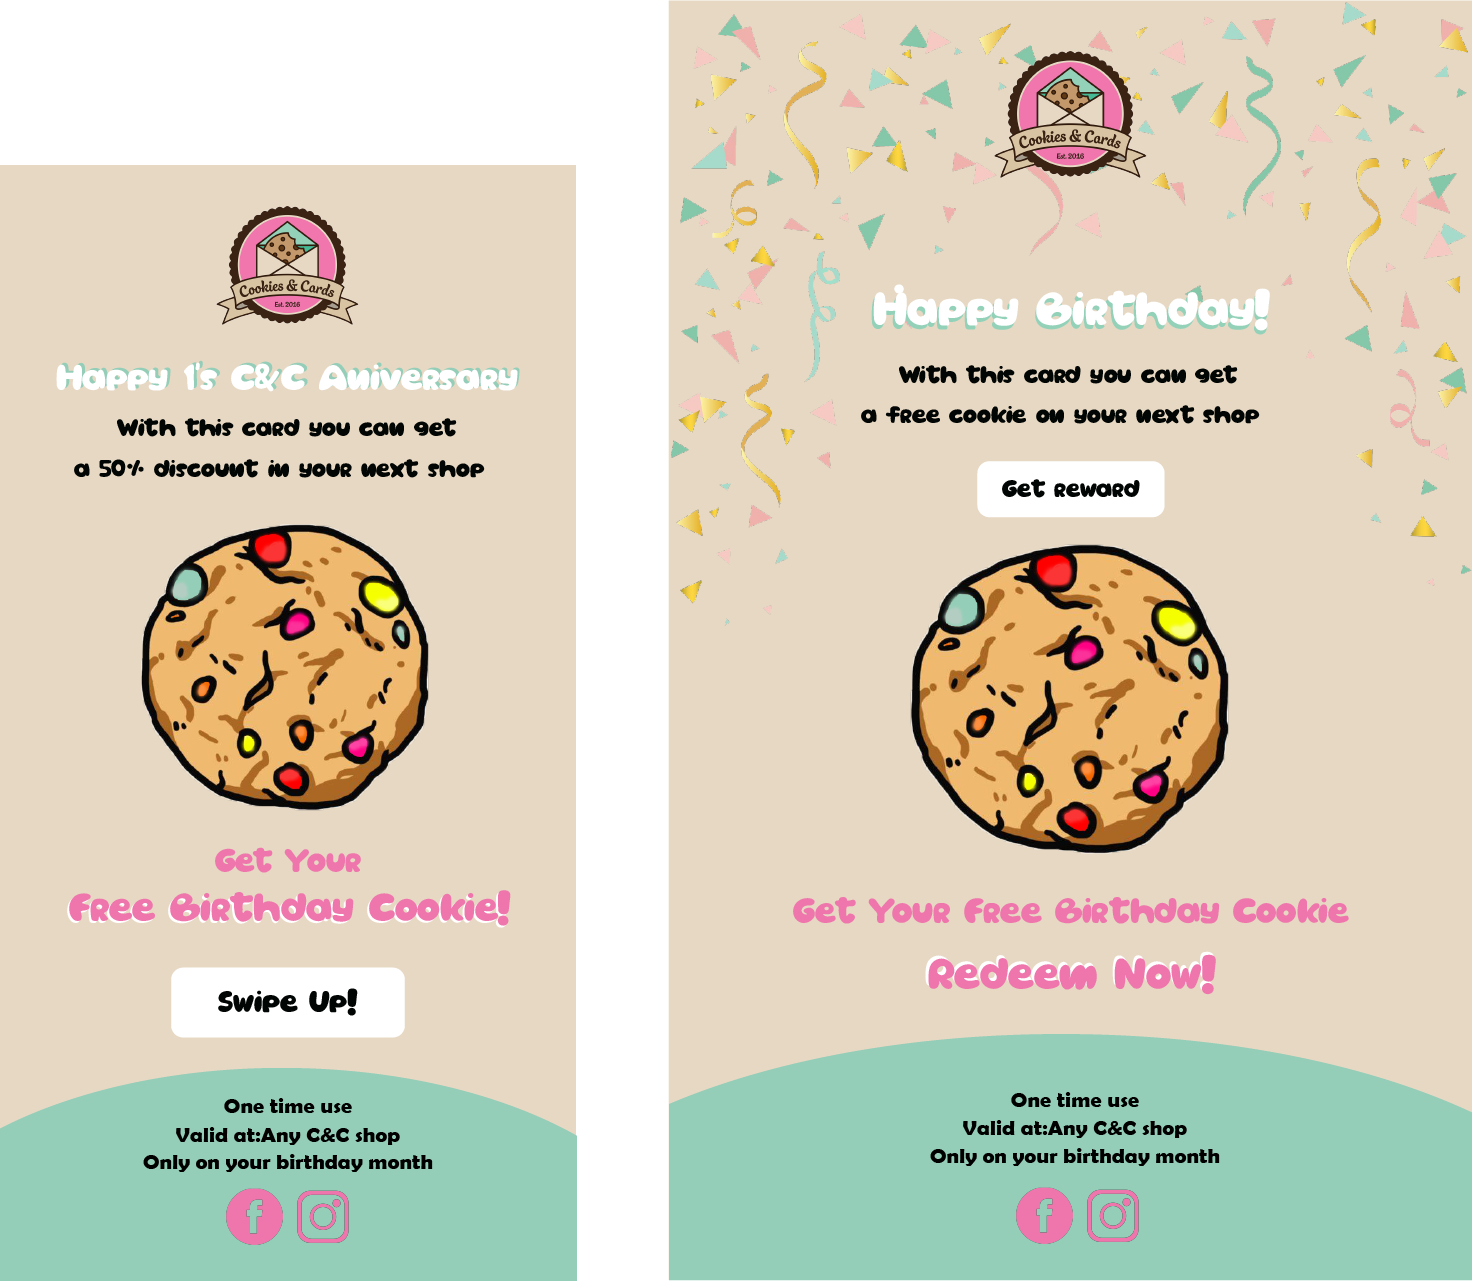 Cookies & Cards
Est. 2016
Happy 1's C&C Aniversary
With this card you can get
a 50% discount in your next shop
Get Your
Free Birthday Cookie!
Swipe Up!
One time use
Valid at:Any C&C shop
Only on your birthday month
Cookies & Cards
Est. 2016
Happy Birthday!
With this card you can get
a free cookie on your next shop
Get reward
Get Your Free Birthday Cookie
Redeem Now!
One time use
Valid at:Any C&C shop
Only on your birthday month